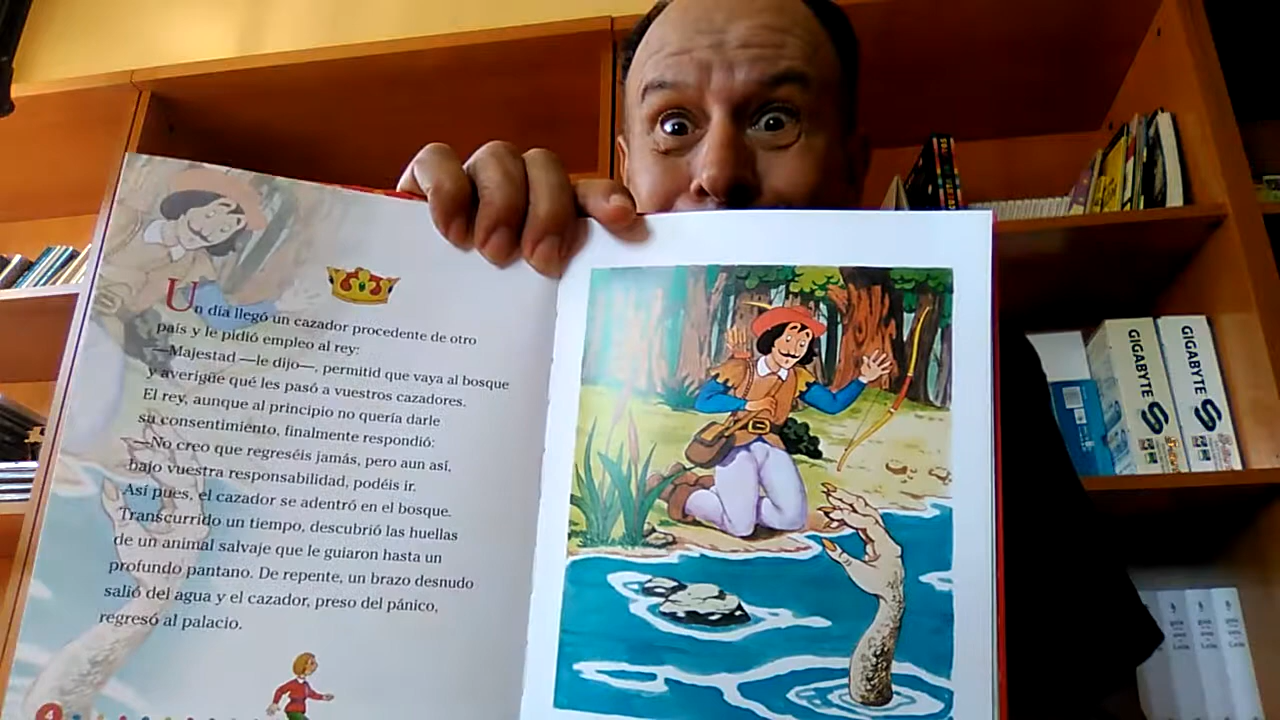 Un día llegó un cazador procedente de otro
país y le pidió empleo al rey:
—Majestad —le dijo—, permitid que vaya al bosque
y averigüe qué les pasó a vuestros cazadores.
El rey, aunque al principio no quería darle
su consentimiento, finalmente respondió:
—No creo que regreséis jamás, pero aun así,
bajo vuestra responsabilidad, podéis ir.
Así pues, el cazador se adentró en el bosque.
Transcurrido un tiempo, descubrió las huellas
de un animal salvaje que le guiaron hasta un
profundo pantano. De repente, un brazo desnudo
salió del agua y el cazador, preso del pánico,
regresó al palacio.
4
GIGABYTE
GIGABYTE